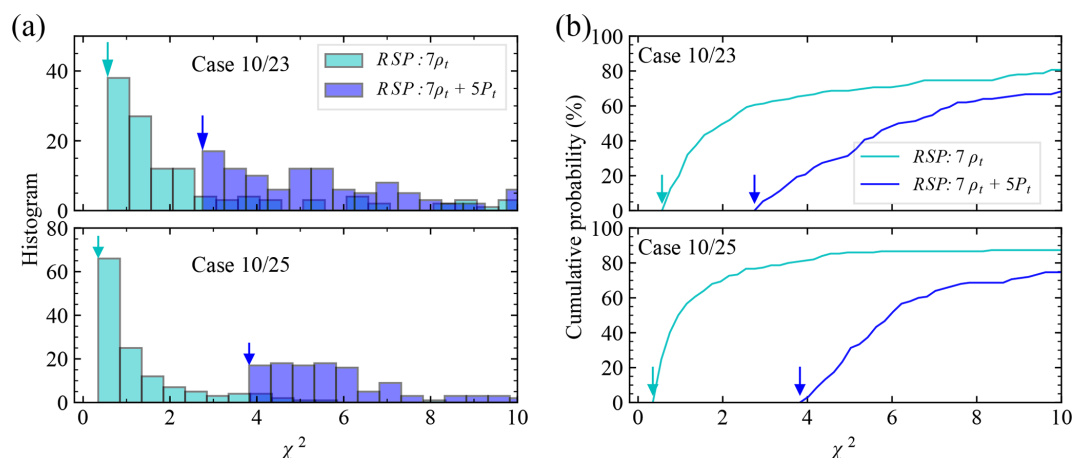 (a)
Histogram
40
20
0
Case 10/23
RSP : 7ρt
RSP : 7ρt + 5Pt
80
60
40
20
0
Case 10/25
0 2 4 6 8 10
χ 2
(b)
Cumulative probability (%)
100
80
60
40
20
0
Case 10/23
RSP: 7 ρt
RSP: 7 ρt + 5Pt
100
80
60
40
20
0
Case 10/25
0 2 4 6 8 10
χ 2